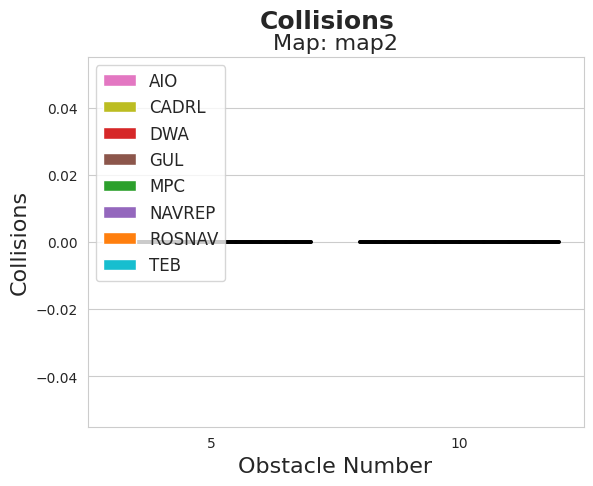 Collisions
Map: map2
AIO
CADRL
DWA
GUL
MPC
NAVREP
ROSNAV
TEB
0.04
0.02
0.00
−0.02
−0.04
Collisions
5
10
Obstacle Number